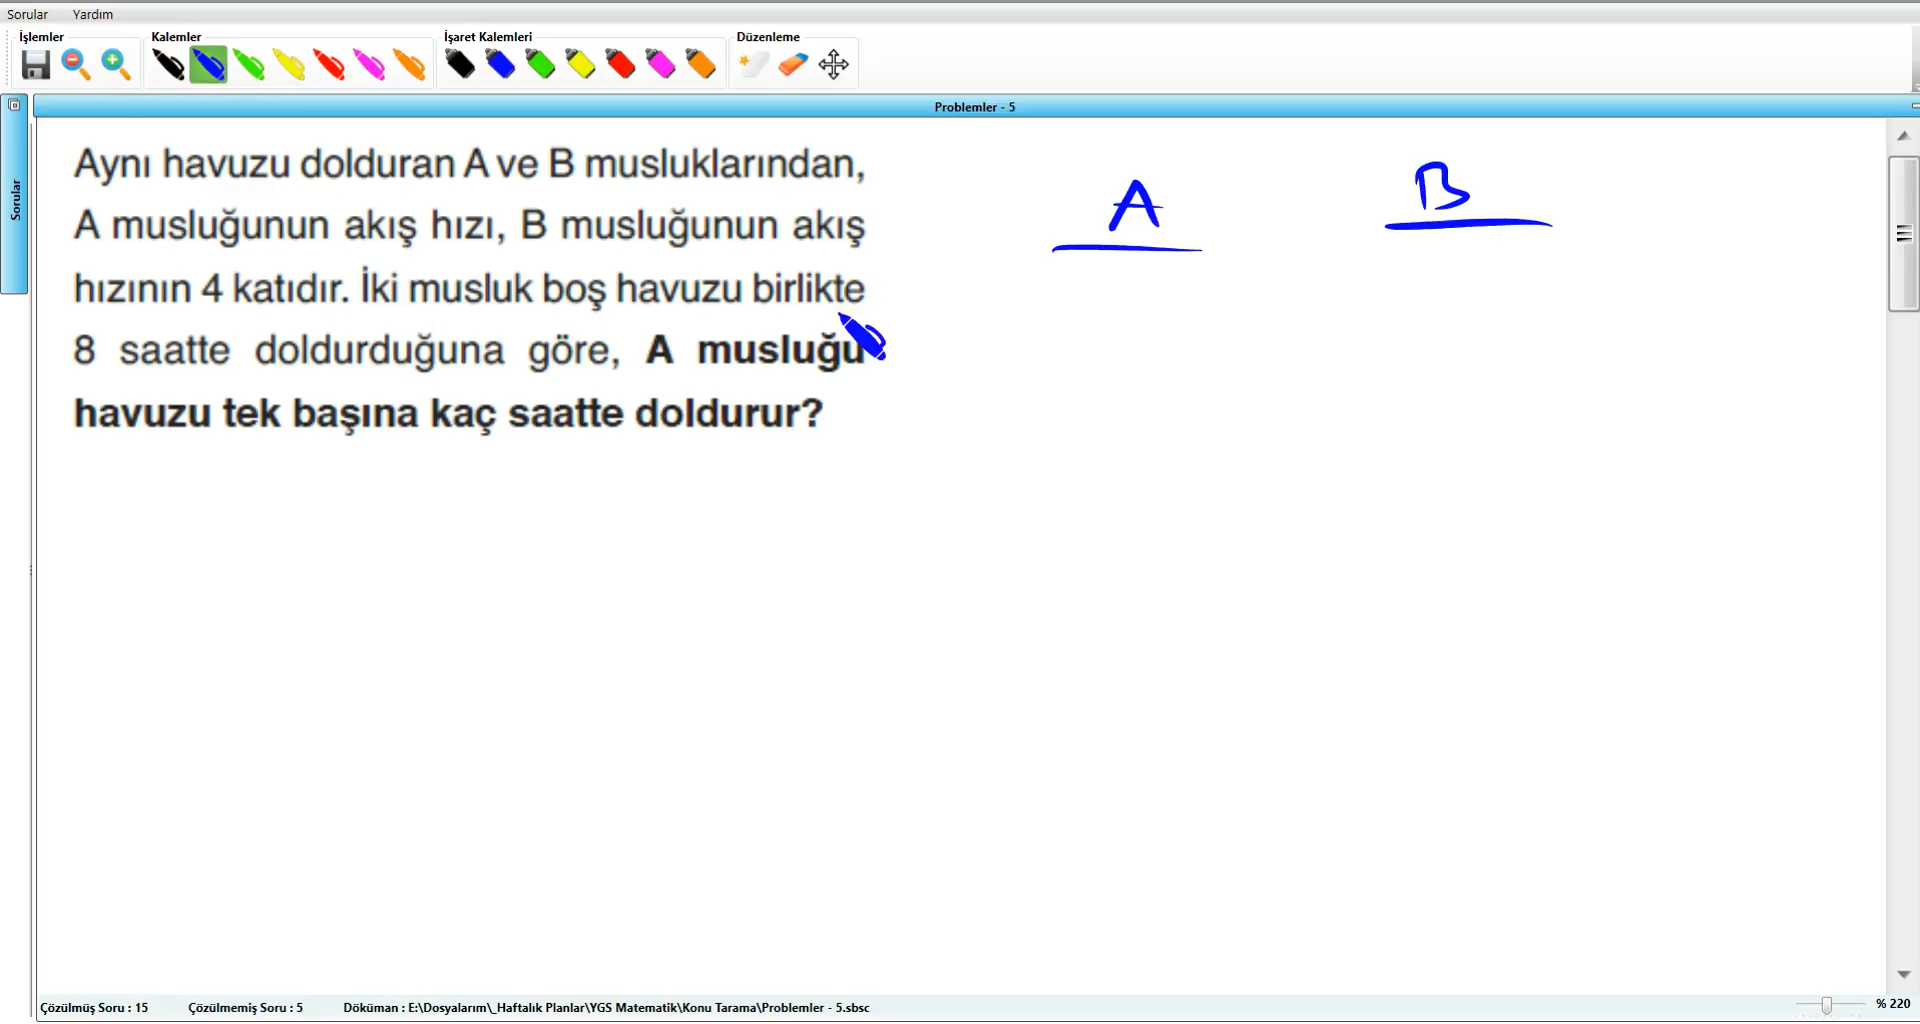 Sorular Yardım
İşlemler Kalemler İşaret Kalemleri Düzenleme
Problemler - 5
Sorular
Aynı havuzu dolduran A ve B musluklarından,
A musluğunun akış hızı, B musluğunun akış
hızının 4 katıdır. İki musluk boş havuzu birlikte
8 saatte doldurduğuna göre, A musluğu
havuzu tek başına kaç saatte doldurur?
A B
Çözülmüş Soru : 15 Çözülmemiş Soru : 5 Döküman : E:\Dosyalarım\_Haftalık Planlar\YGS Matematik\Konu Tarama\Problemler - 5.sbsc % 220